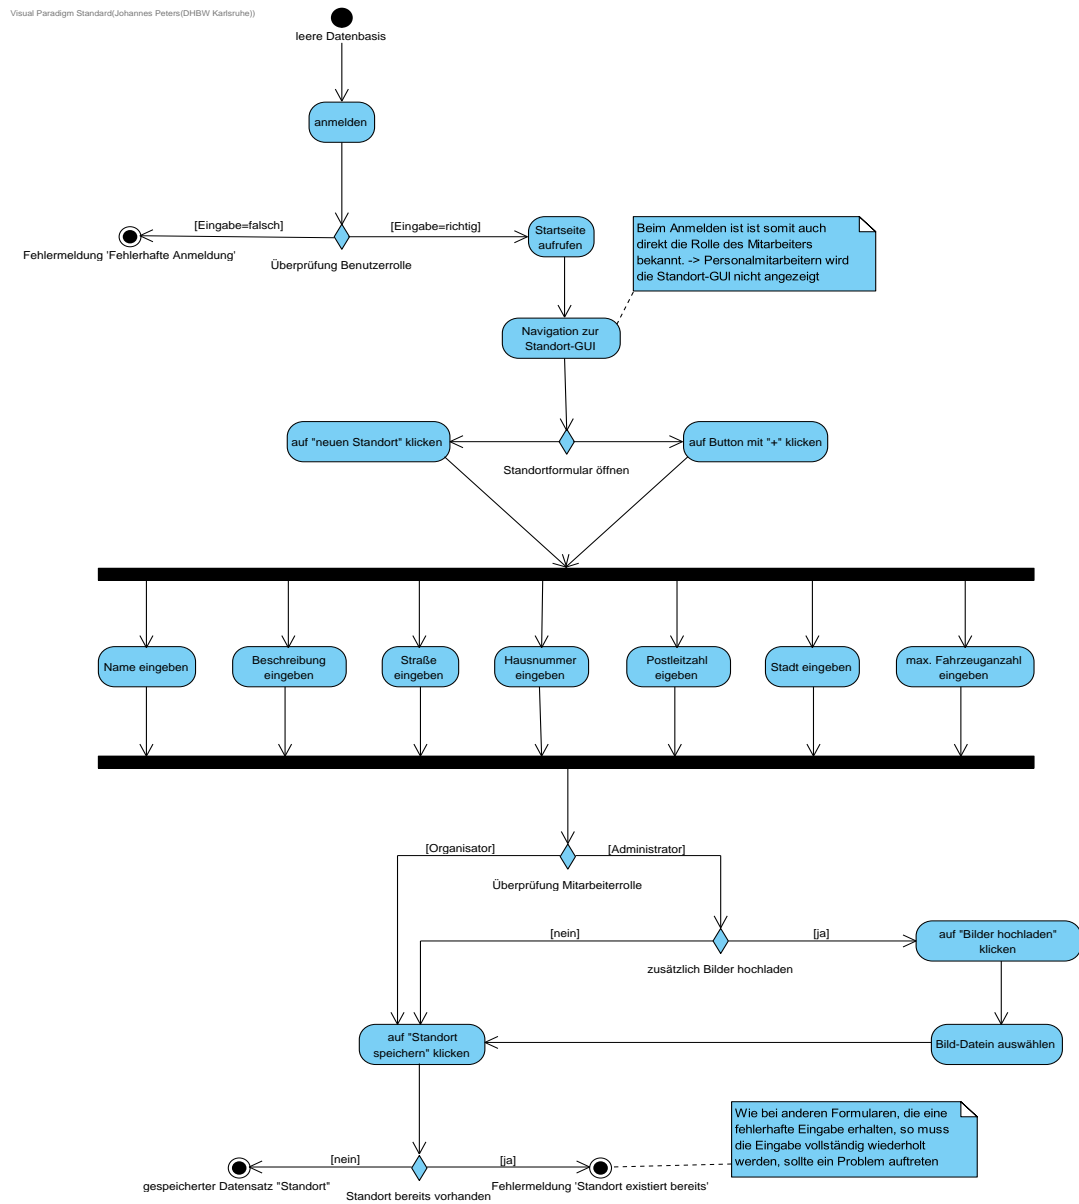 Visual Paradigm Standard(Johannes Peters(DHBW Karlsruhe))
leere Datenbasis
anmelden
[Eingabe=falsch]
[Eingabe=richtig]
Fehlermeldung 'Fehlerhafte Anmeldung'
Überprüfung Benutzerrolle
Startseite
aufrufen
Beim Anmelden ist ist somit auch
direkt die Rolle des Mitarbeiters
bekannt. -> Personalmitarbeitern wird
die Standort-GUI nicht angezeigt
Navigation zur
Standort-GUI
auf "neuen Standort" klicken
auf Button mit "+" klicken
Standortformular öffnen
Name eingeben
Beschreibung
eingeben
Straße
eingeben
Hausnummer
eingeben
Postleitzahl
eigeben
Stadt eingeben
max. Fahrzeuganzahl
eingeben
[Organisator]
[Administrator]
Überprüfung Mitarbeiterrolle
[nein]
[ja]
zusätzlich Bilder hochladen
auf "Bilder hochladen"
klicken
auf "Standort
speichern" klicken
Bild-Datein auswählen
Wie bei anderen Formularen, die eine
fehlerhafte Eingabe erhalten, so muss
die Eingabe vollständig wiederholt
werden, sollte ein Problem auftreten
[nein]
[ja]
gespeicherter Datensatz "Standort"
Standort bereits vorhanden
Fehlermeldung 'Standort existiert bereits'